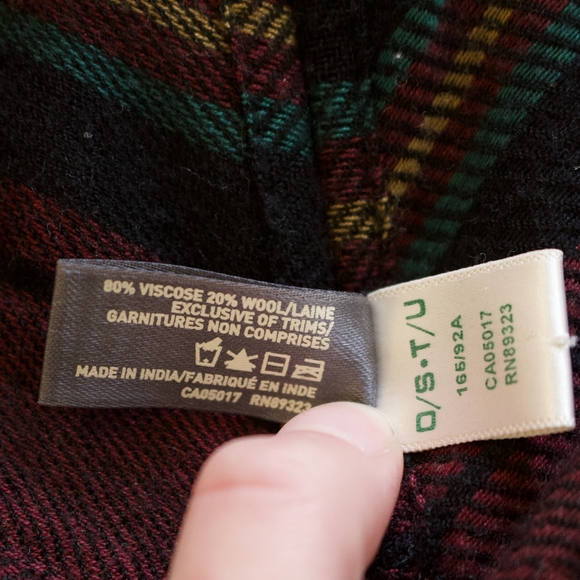 80% VISCOSE 20% WOOL/LAINE
EXCLUSIVE OF TRIMS/
GARNITURES NON COMPRISES
MADE IN INDIA/FABRIQUÉ EN INDE
CA05017 RN89323
O/S•T/U
165/92A
CA05017
RN89323